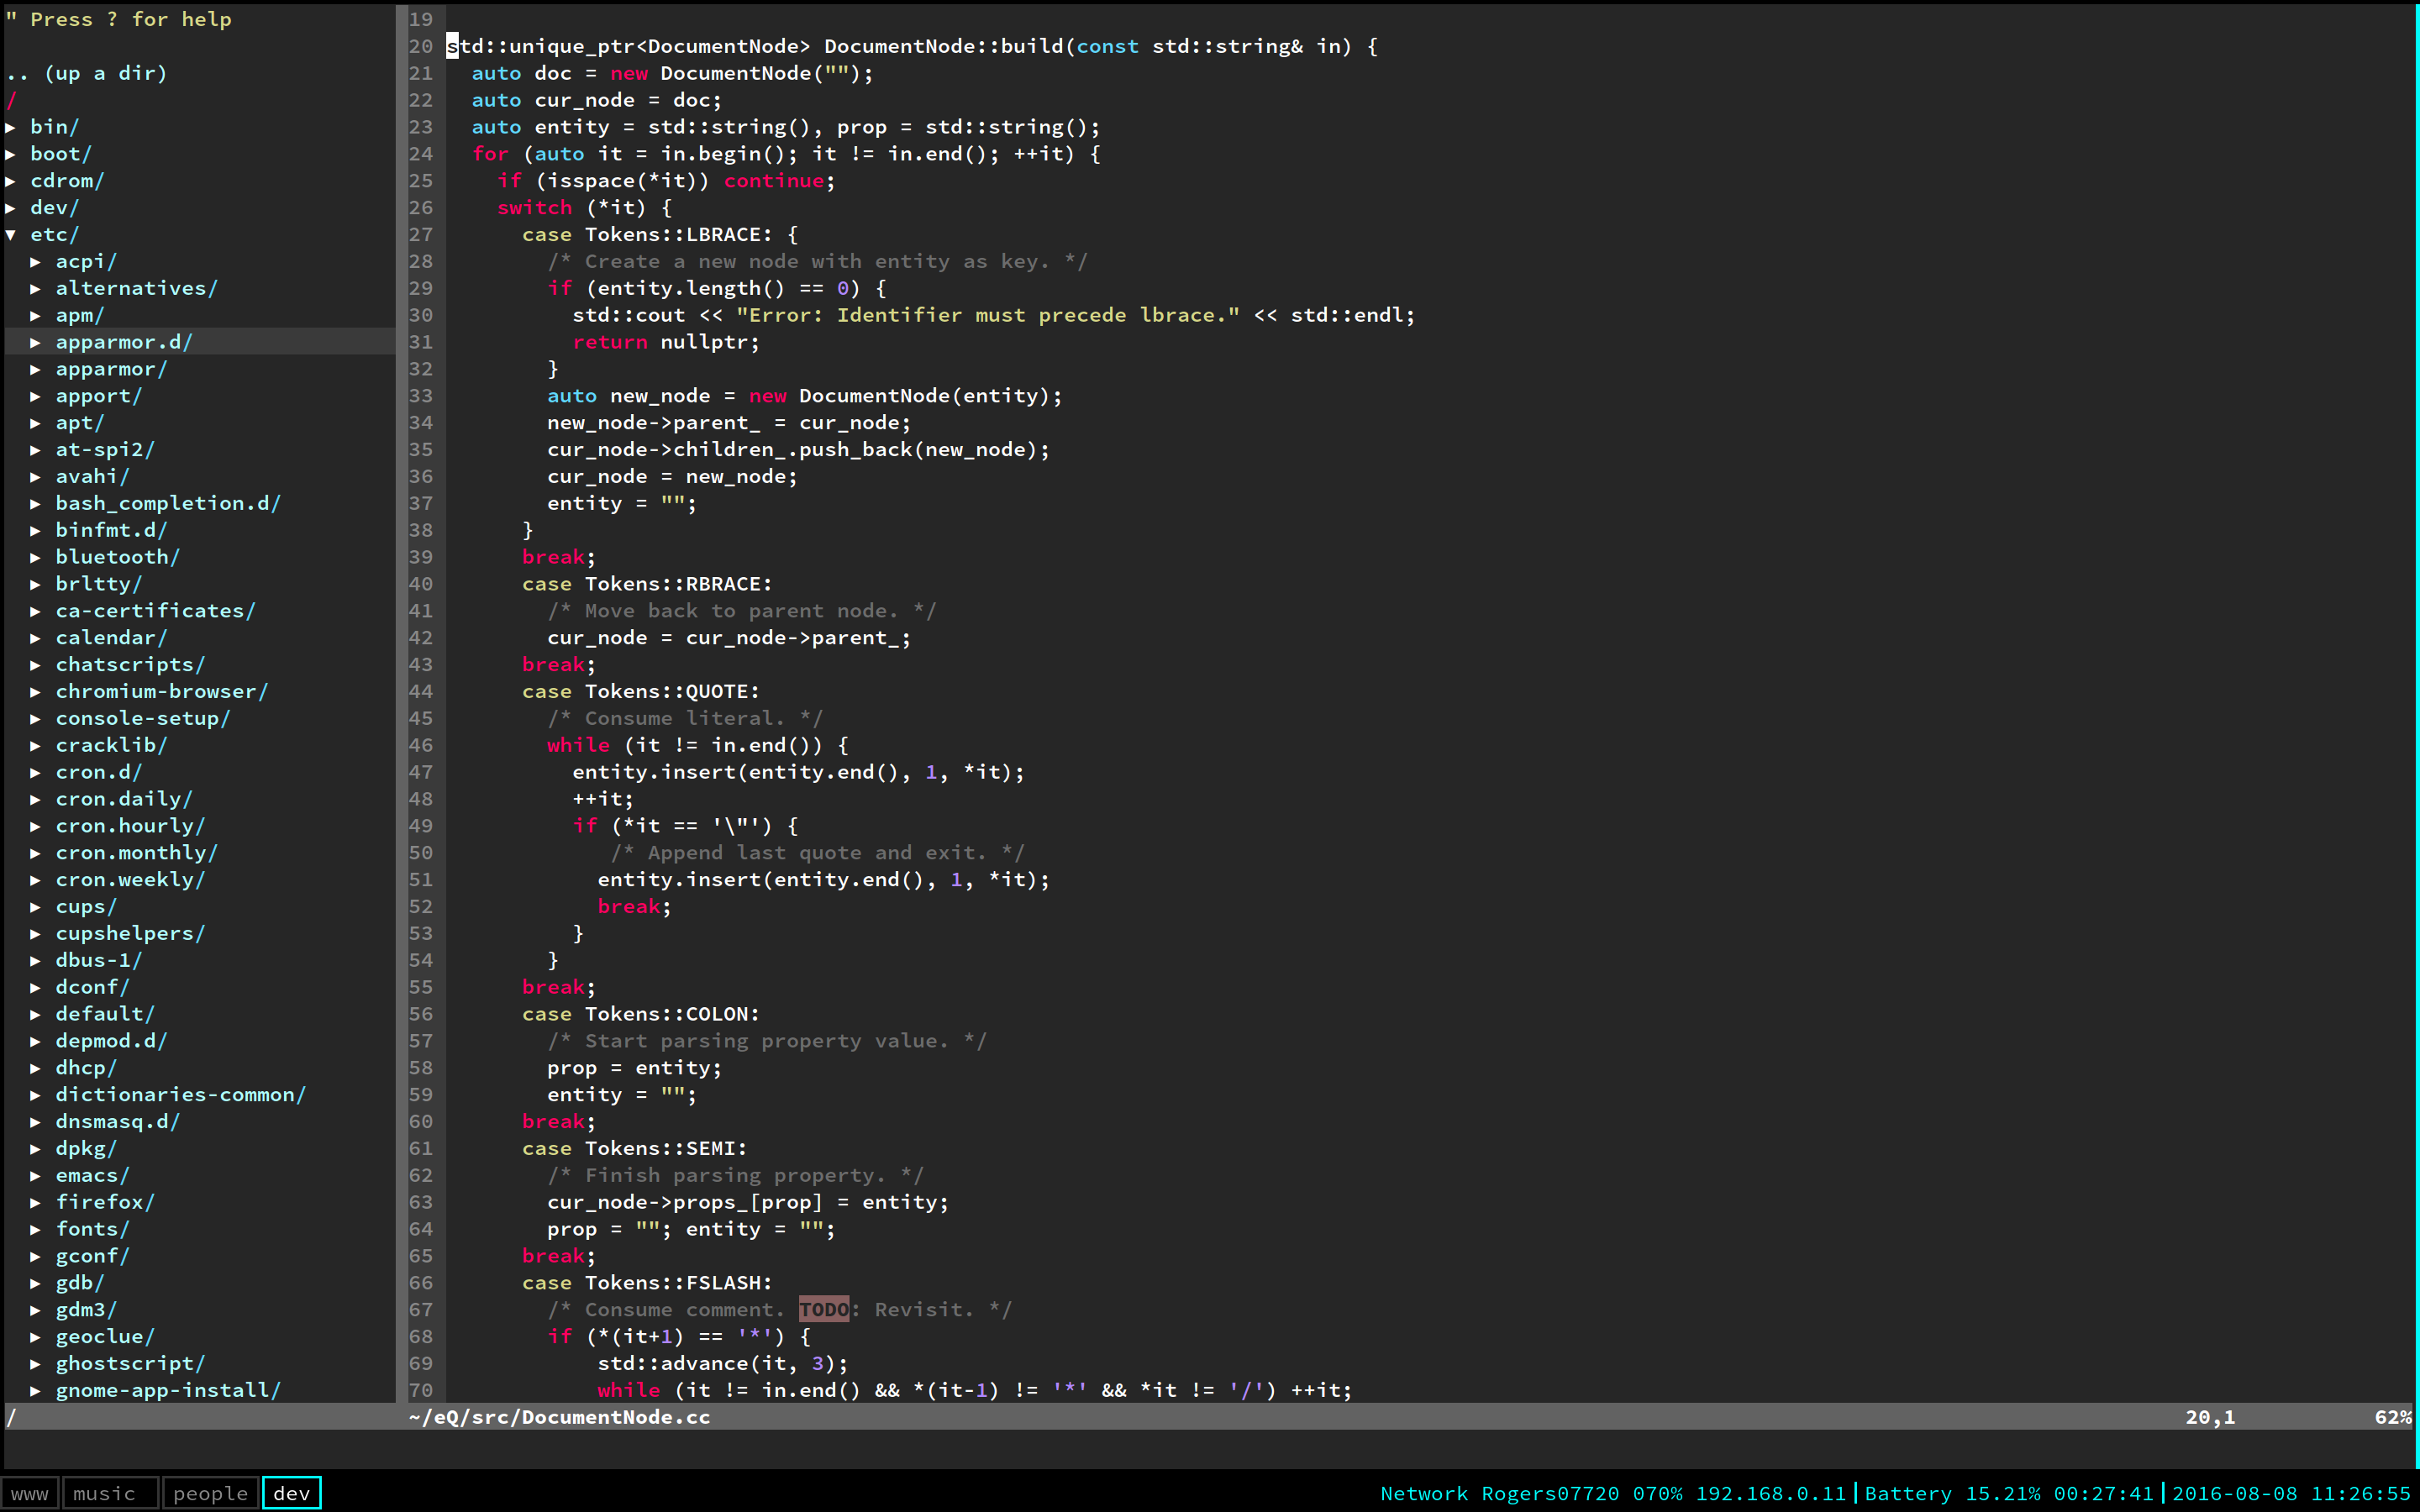 " Press ? for help
.. (up a dir)
/
▸ bin/
▸ boot/
▸ cdrom/
▸ dev/
▾ etc/
  ▸ acpi/
  ▸ alternatives/
  ▸ apm/
  ▸ apparmor.d/
  ▸ apparmor/
  ▸ apport/
  ▸ apt/
  ▸ at-spi2/
  ▸ avahi/
  ▸ bash_completion.d/
  ▸ binfmt.d/
  ▸ bluetooth/
  ▸ brltty/
  ▸ ca-certificates/
  ▸ calendar/
  ▸ chatscripts/
  ▸ chromium-browser/
  ▸ console-setup/
  ▸ cracklib/
  ▸ cron.d/
  ▸ cron.daily/
  ▸ cron.hourly/
  ▸ cron.monthly/
  ▸ cron.weekly/
  ▸ cups/
  ▸ cupshelpers/
  ▸ dbus-1/
  ▸ dconf/
  ▸ default/
  ▸ depmod.d/
  ▸ dhcp/
  ▸ dictionaries-common/
  ▸ dnsmasq.d/
  ▸ dpkg/
  ▸ emacs/
  ▸ firefox/
  ▸ fonts/
  ▸ gconf/
  ▸ gdb/
  ▸ gdm3/
  ▸ geoclue/
  ▸ ghostscript/
  ▸ gnome-app-install/
/
19
20 std::unique_ptr<DocumentNode> DocumentNode::build(const std::string& in) {
21   auto doc = new DocumentNode("");
22   auto cur_node = doc;
23   auto entity = std::string(), prop = std::string();
24   for (auto it = in.begin(); it != in.end(); ++it) {
25     if (isspace(*it)) continue;
26     switch (*it) {
27       case Tokens::LBRACE: {
28         /* Create a new node with entity as key. */
29         if (entity.length() == 0) {
30           std::cout << "Error: Identifier must precede lbrace." << std::endl;
31           return nullptr;
32         }
33         auto new_node = new DocumentNode(entity);
34         new_node->parent_ = cur_node;
35         cur_node->children_.push_back(new_node);
36         cur_node = new_node;
37         entity = "";
38       }
39       break;
40       case Tokens::RBRACE:
41         /* Move back to parent node. */
42         cur_node = cur_node->parent_;
43       break;
44       case Tokens::QUOTE:
45         /* Consume literal. */
46         while (it != in.end()) {
47           entity.insert(entity.end(), 1, *it);
48           ++it;
49           if (*it == '\"') {
50              /* Append last quote and exit. */
51             entity.insert(entity.end(), 1, *it);
52             break;
53           }
54         }
55       break;
56       case Tokens::COLON:
57         /* Start parsing property value. */
58         prop = entity;
59         entity = "";
60       break;
61       case Tokens::SEMI:
62         /* Finish parsing property. */
63         cur_node->props_[prop] = entity;
64         prop = ""; entity = "";
65       break;
66       case Tokens::FSLASH:
67         /* Consume comment. TODO: Revisit. */
68         if (*(it+1) == '*') {
69             std::advance(it, 3);
70             while (it != in.end() && *(it-1) != '*' && *it != '/') ++it;
~/eQ/src/DocumentNode.cc 20,1 62%
www music people dev
Network Rogers07720 070% 192.168.0.11|Battery 15.21% 00:27:41|2016-08-08 11:26:55